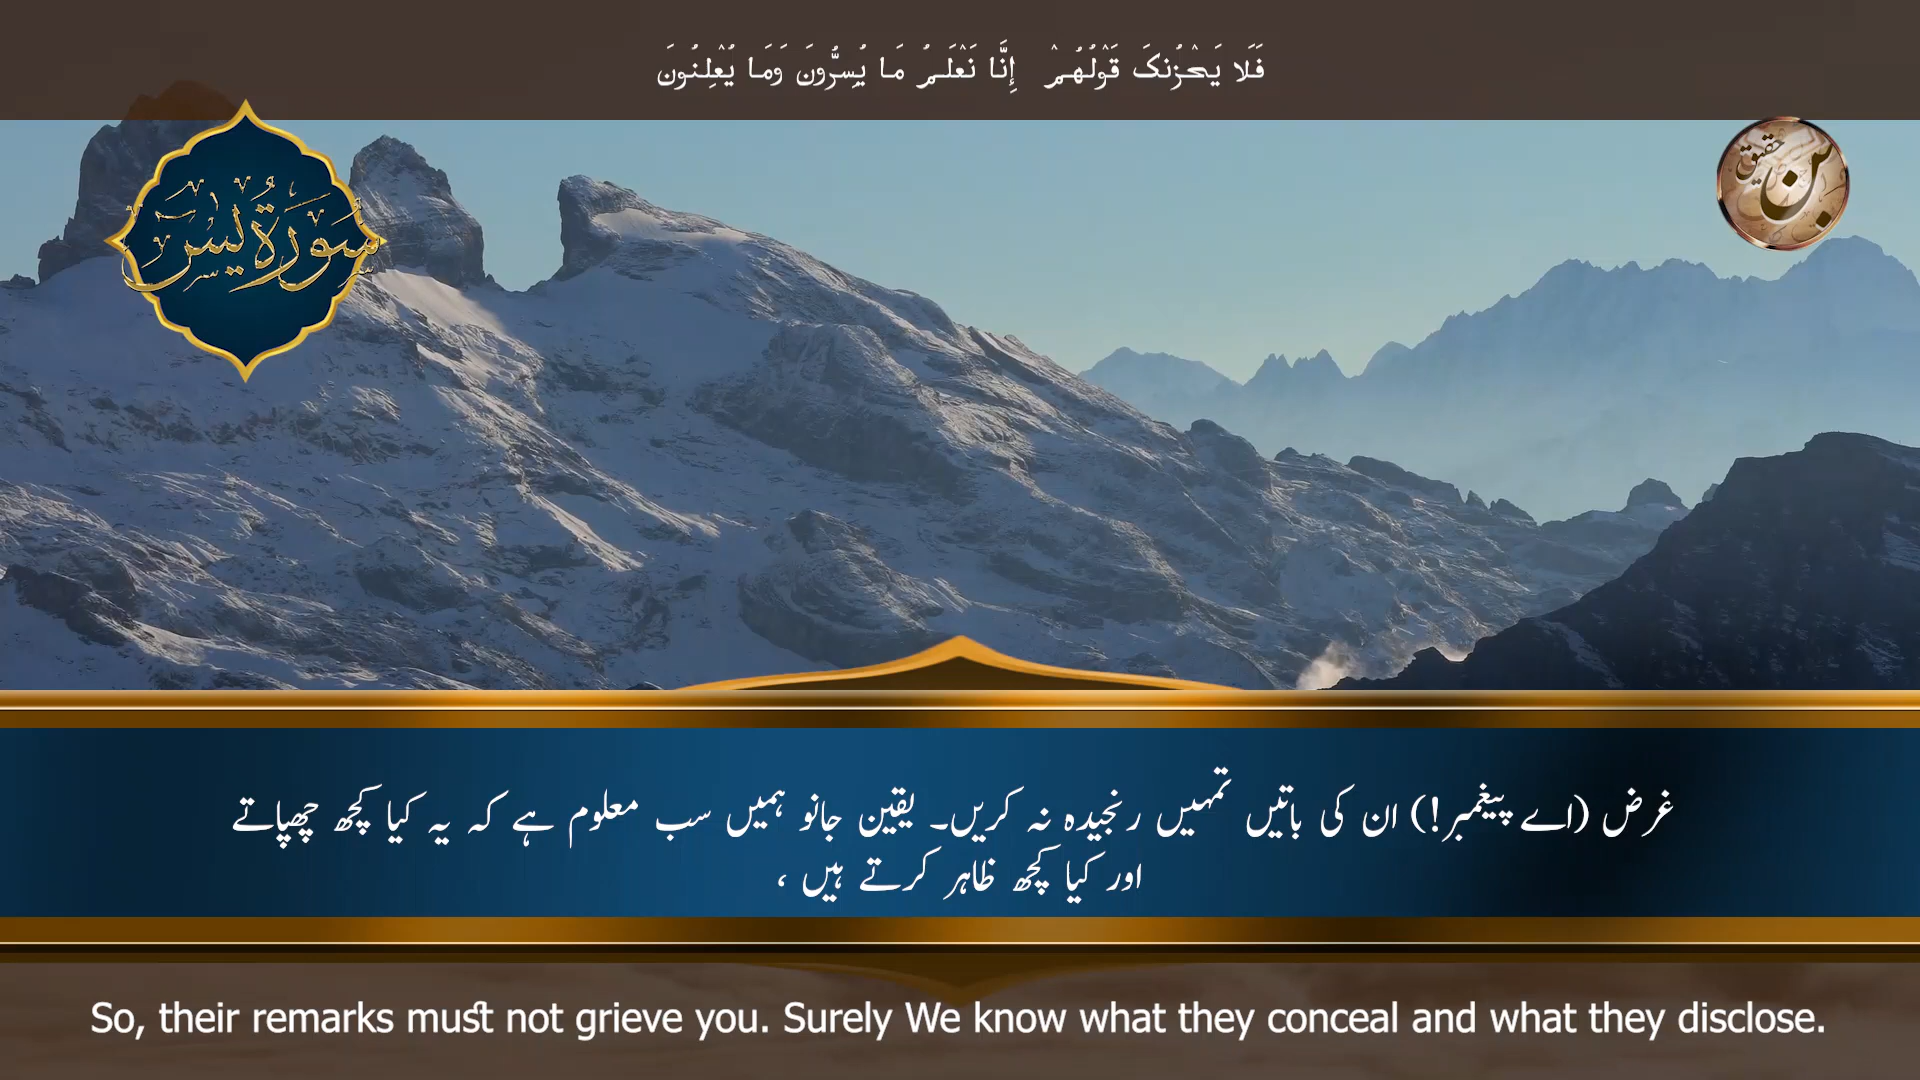 فَلَا یَحْزُنکَ قَوْلُهُمْ إِنَّا نَعْلَمُ مَا یُسِرُّونَ وَمَا یُعْلِنُونَ
سُورَةُ يٰسٓ
غرض (اے پیغمبر!) ان کی باتیں تمہیں رنجیدہ نہ کریں۔ یقین جانو ہمیں سب معلوم ہے کہ یہ کیا کچھ چھپاتے
اور کیا کچھ ظاہر کرتے ہیں ،
So, their remarks must not grieve you. Surely We know what they conceal and what they disclose.